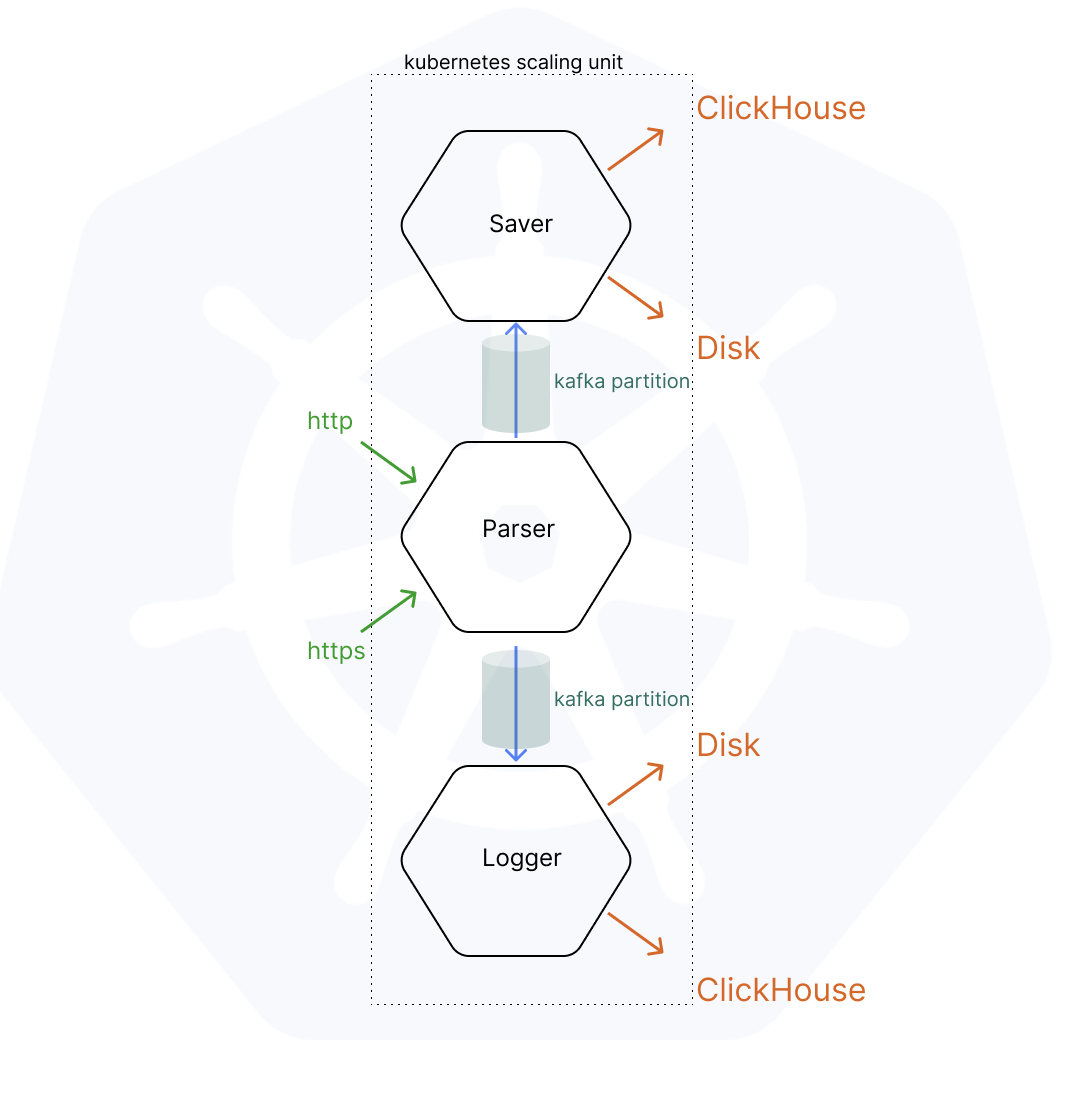 kubernetes scaling unit
ClickHouse
Saver
Disk
kafka partition
http
Parser
https
kafka partition
Disk
Logger
ClickHouse